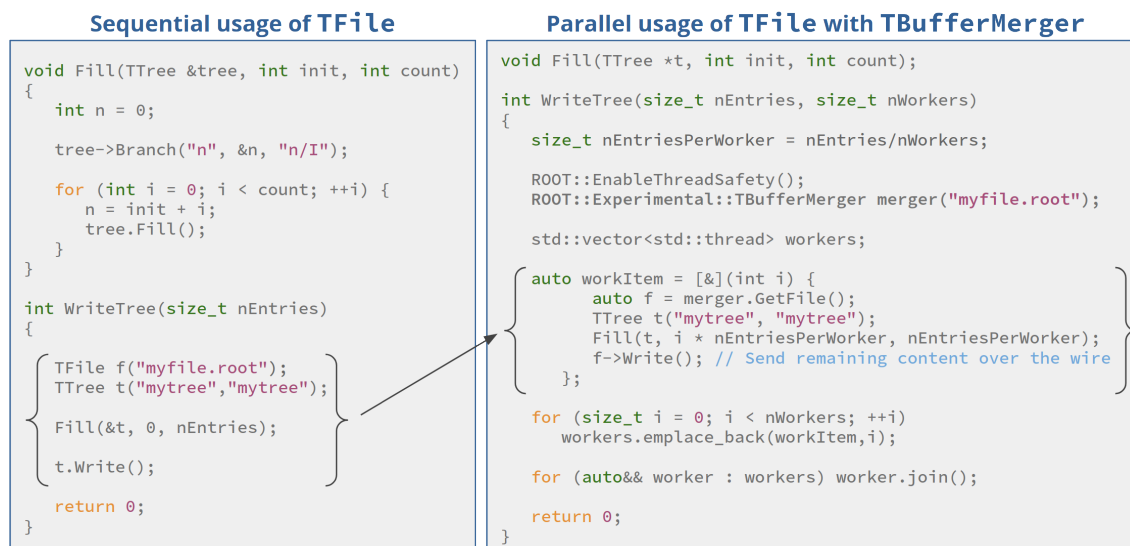 Sequential usage of TFile
void Fill(TTree &tree, int init, int count)
{
int n = 0;
tree->Branch("n", &n, "n/I");
for (int i = 0; i < count; ++i) {
n = init + i;
tree.Fill();
}
}
int WriteTree(size_t nEntries)
{
TFile f("myfile.root");
TTree t("mytree","mytree");
Fill(&t, 0, nEntries);
t.Write();
return 0;
}
Parallel usage of TFile with TBufferMerger
void Fill(TTree *t, int init, int count);
int WriteTree(size_t nEntries, size_t nWorkers)
{
size_t nEntriesPerWorker = nEntries/nWorkers;
ROOT::EnableThreadSafety();
ROOT::Experimental::TBufferMerger merger("myfile.root");
std::vector<std::thread> workers;
auto workItem = [&](int i) {
auto f = merger.GetFile();
TTree t("mytree", "mytree");
Fill(t, i * nEntriesPerWorker, nEntriesPerWorker);
f->Write(); // Send remaining content over the wire
};
for (size_t i = 0; i < nWorkers; ++i)
workers.emplace_back(workItem,i);
for (auto&& worker : workers) worker.join();
return 0;
}